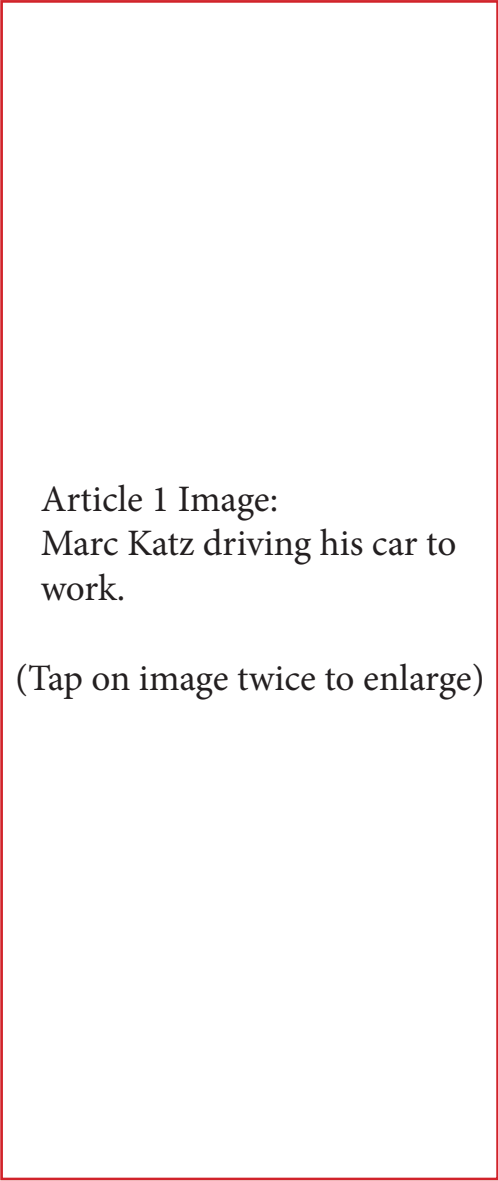 Article 1 Image:
Marc Katz driving his car to
work.
(Tap on image twice to enlarge)